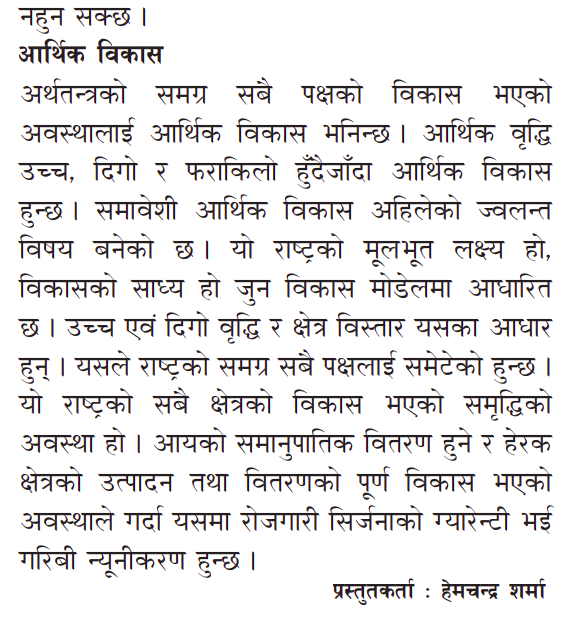 नहुन सक्छ ।
आर्थिक विकास
अर्थतन्त्रको समग्र सबै पक्षको विकास भएको
अवस्थालाई आर्थिक विकास भनिन्छ । आर्थिक वृद्धि
उच्च, दिगो र फराकिलो हुँदैजाँदा आर्थिक विकास
हुन्छ । समावेशी आर्थिक विकास अहिलेको ज्वलन्त
विषय बनेको छ । यो राष्ट्रको मूलभूत लक्ष्य हो,
विकासको साध्य हो जुन विकास मोडेलमा आधारित
छ । उच्च एवं दिगो वृद्धि र क्षेत्र विस्तार यसका आधार
हुन् । यसले राष्ट्रको समग्र सबै पक्षलाई समेटेको हुन्छ ।
यो राष्ट्रको सबै क्षेत्रको विकास भएको समृद्धिको
अवस्था हो । आयको समानुपातिक वितरण हुने र हेरक
क्षेत्रको उत्पादन तथा वितरणको पूर्ण विकास भएको
अवस्थाले गर्दा यसमा रोजगारी सिर्जनाको ग्यारेन्टी भई
गरिबी न्यूनीकरण हुन्छ ।
प्रस्तुतकर्ता : हेमचन्द्र शर्मा